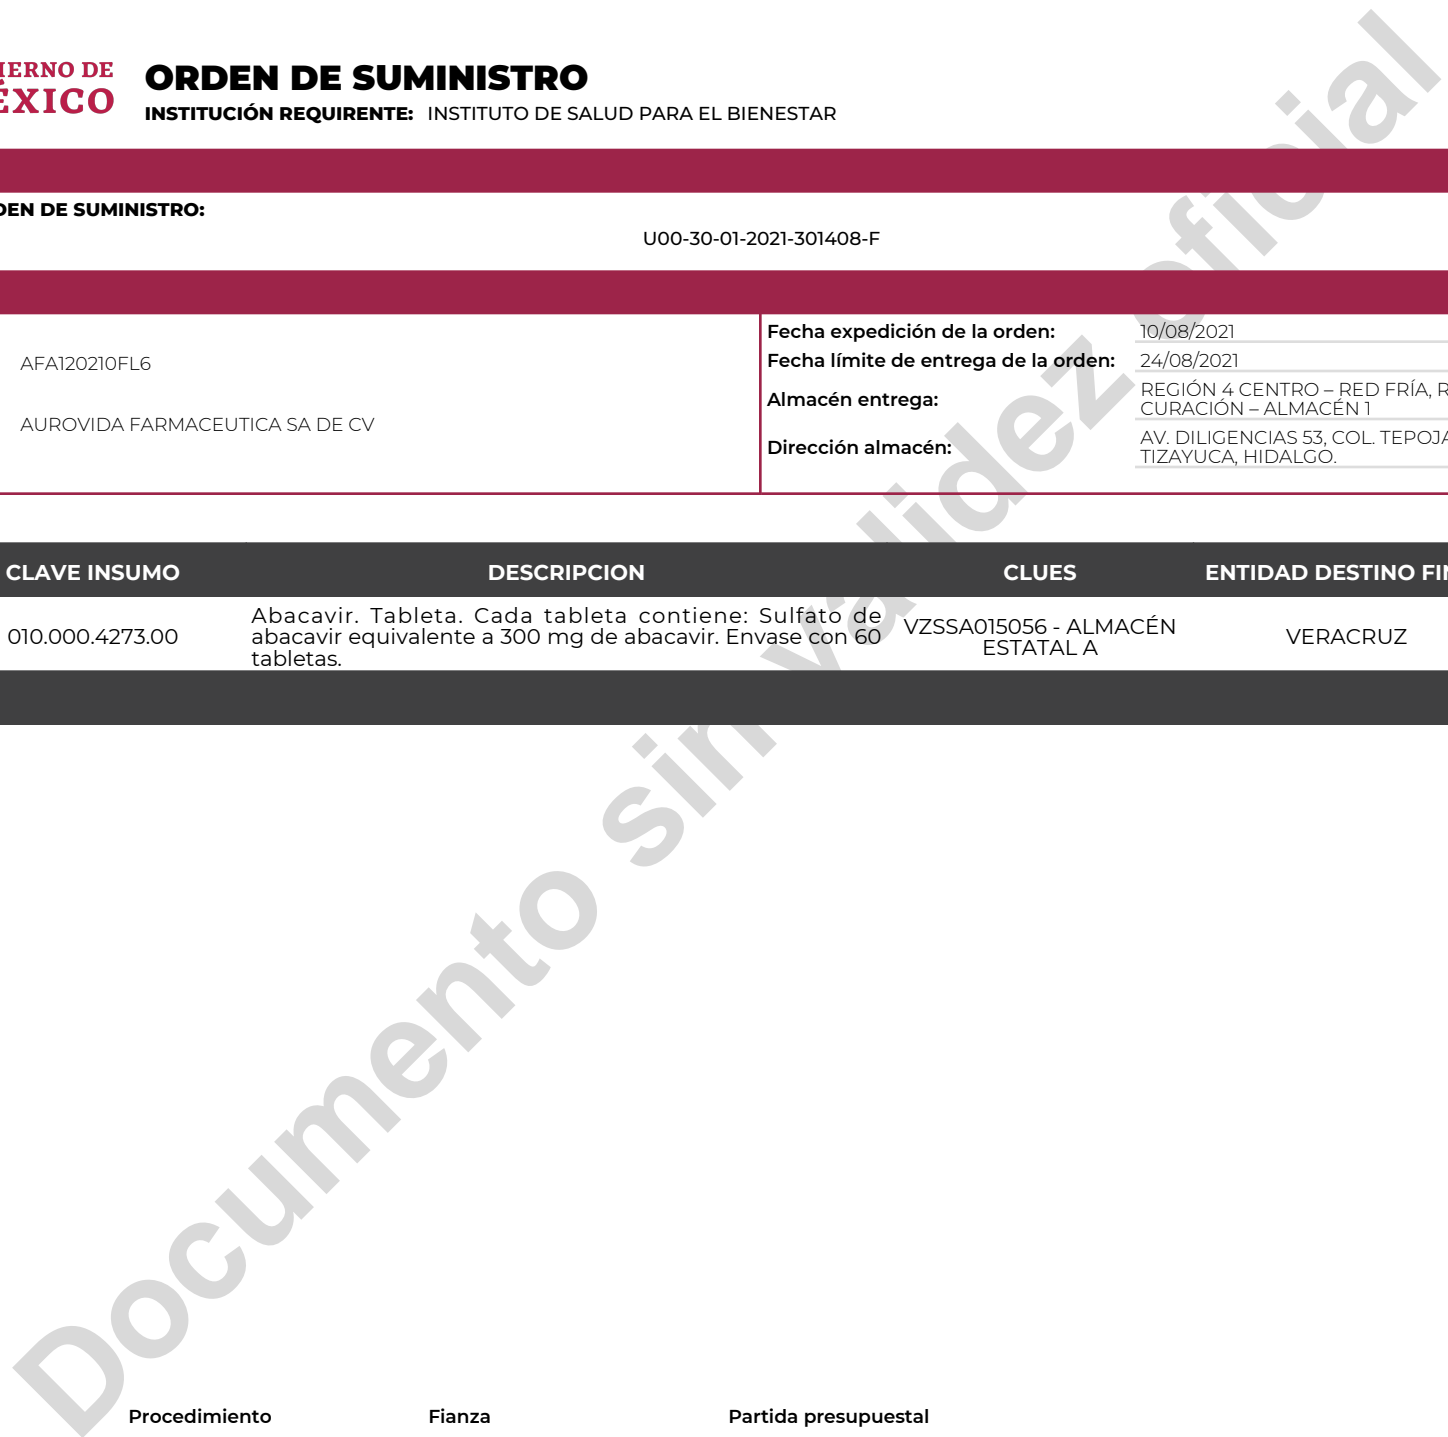 IERNO DE
ÉXICO
ORDEN DE SUMINISTRO
INSTITUCIÓN REQUIRENTE: INSTITUTO DE SALUD PARA EL BIENESTAR
DEN DE SUMINISTRO:
U00-30-01-2021-301408-F
AFA120210FL6
AUROVIDA FARMACEUTICA SA DE CV
Fecha expedición de la orden: 10/08/2021
Fecha límite de entrega de la orden: 24/08/2021
Almacén entrega: REGIÓN 4 CENTRO – RED FRÍA, R
CURACIÓN – ALMACÉN 1
Dirección almacén: AV. DILIGENCIAS 53, COL. TEPOJA
TIZAYUCA, HIDALGO.
CLAVE INSUMO DESCRIPCION CLUES ENTIDAD DESTINO FIN
010.000.4273.00
Abacavir. Tableta. Cada tableta contiene: Sulfato de
abacavir equivalente a 300 mg de abacavir. Envase con 60
tabletas.
VZSSA015056 - ALMACÉN
ESTATAL A
VERACRUZ
Documento sin validez oficial
Procedimiento Fianza Partida presupuestal